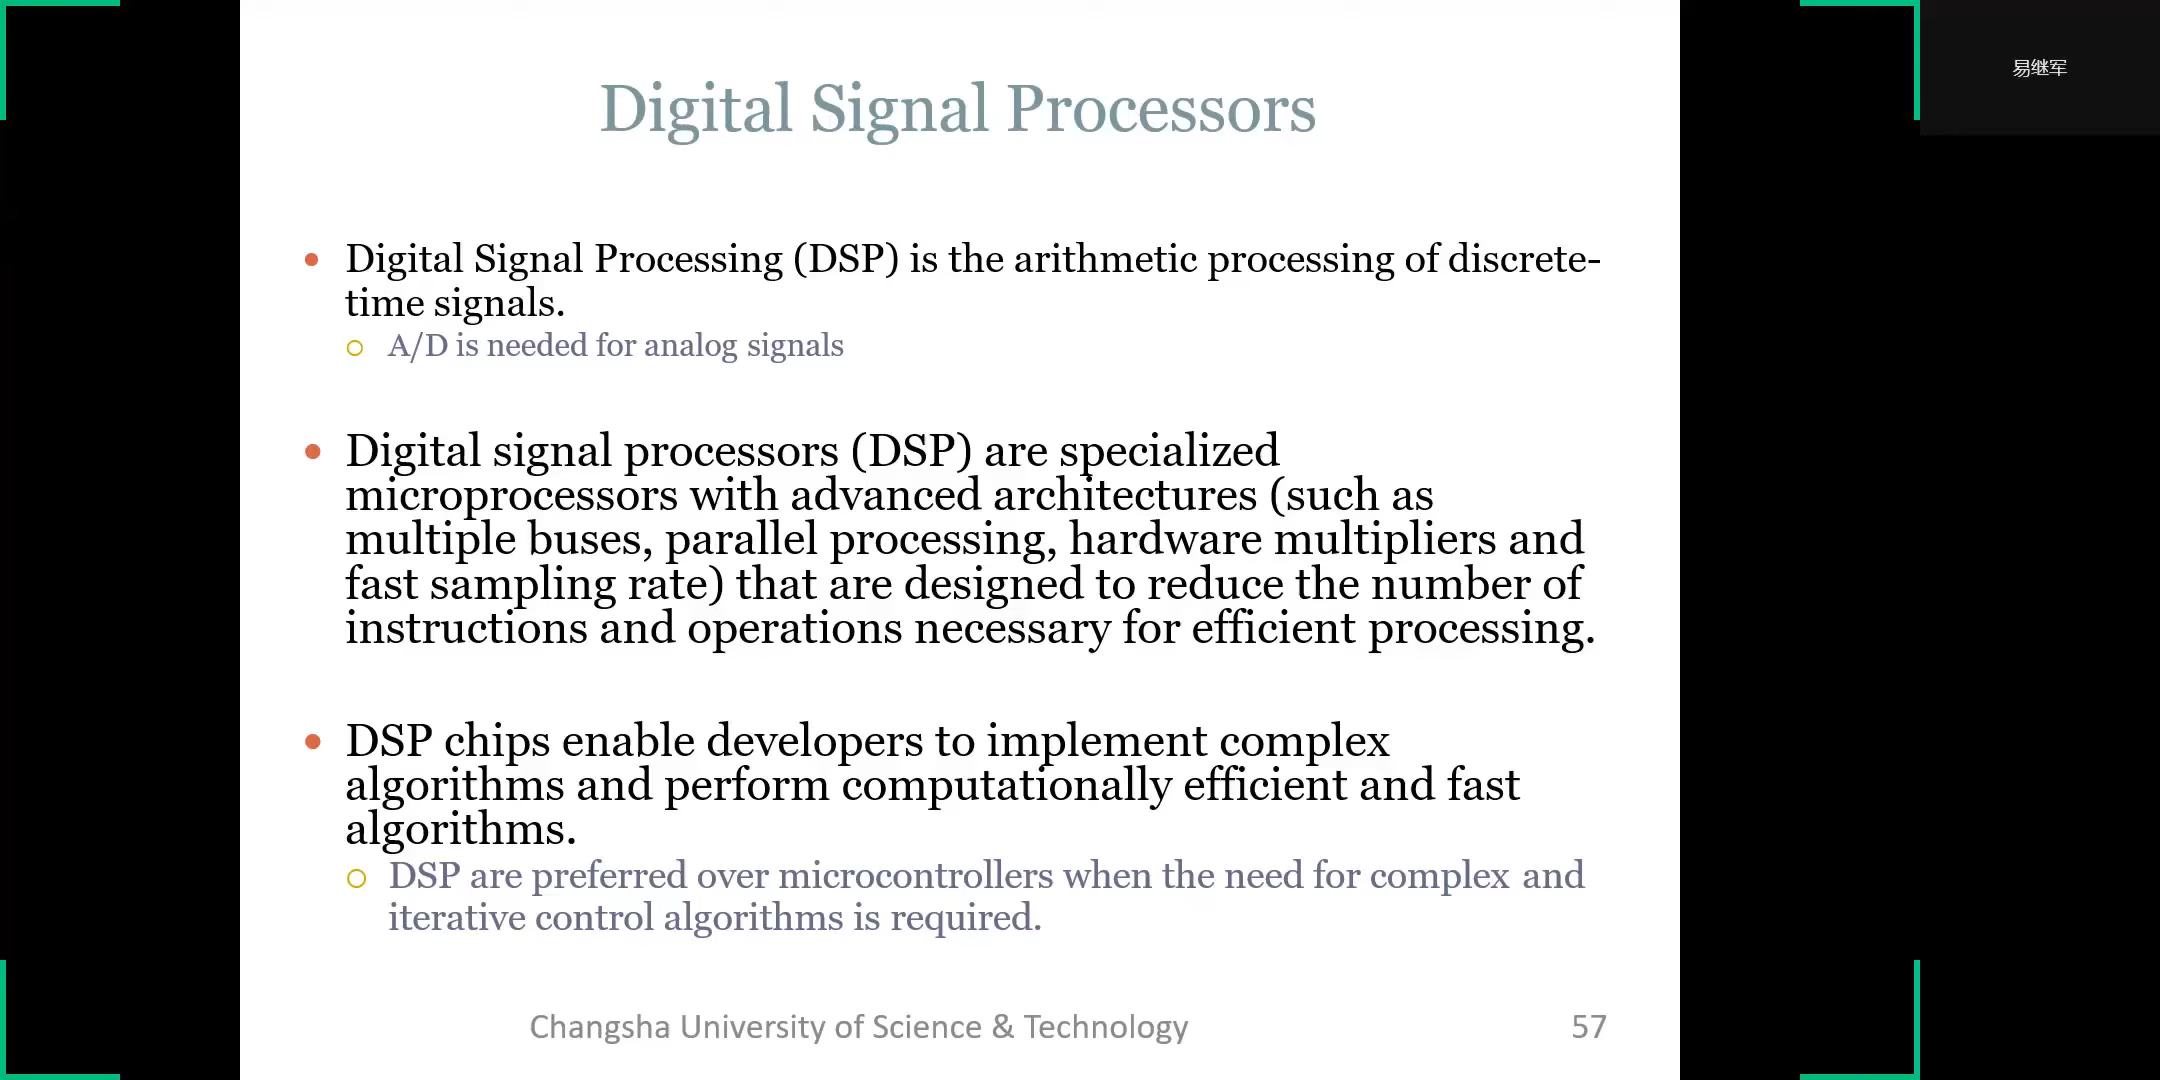 Digital Signal Processors
易继军
Digital Signal Processing (DSP) is the arithmetic processing of discrete-
time signals.
A/D is needed for analog signals
Digital signal processors (DSP) are specialized
microprocessors with advanced architectures (such as
multiple buses, parallel processing, hardware multipliers and
fast sampling rate) that are designed to reduce the number of
instructions and operations necessary for efficient processing.
DSP chips enable developers to implement complex
algorithms and perform computationally efficient and fast
algorithms.
DSP are preferred over microcontrollers when the need for complex and
iterative control algorithms is required.
Changsha University of Science & Technology
57